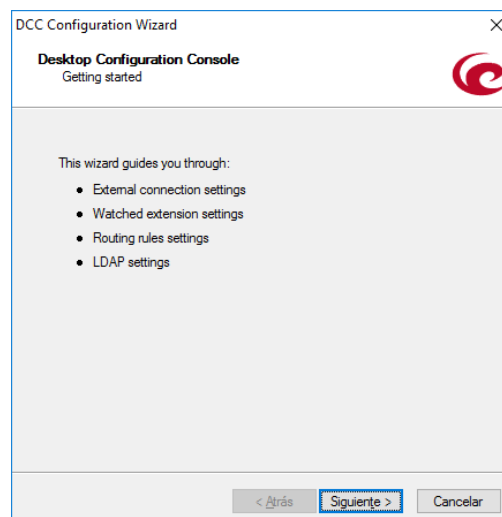 DCC Configuration Wizard
Desktop Configuration Console
Getting started
This wizard guides you through:
● External connection settings
● Watched extension settings
● Routing rules settings
● LDAP settings
< Atrás Siguiente > Cancelar